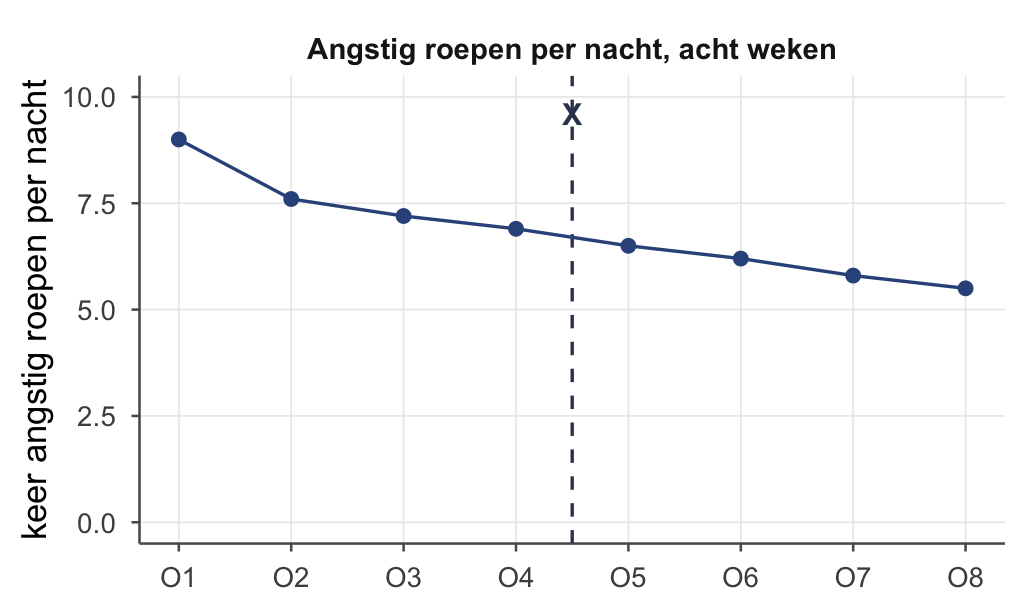 Angstig roepen per nacht, acht weken
keer angstig roepen per nacht
10.0
7.5
5.0
2.5
0.0
X
O1 O2 O3 O4 O5 O6 O7 O8